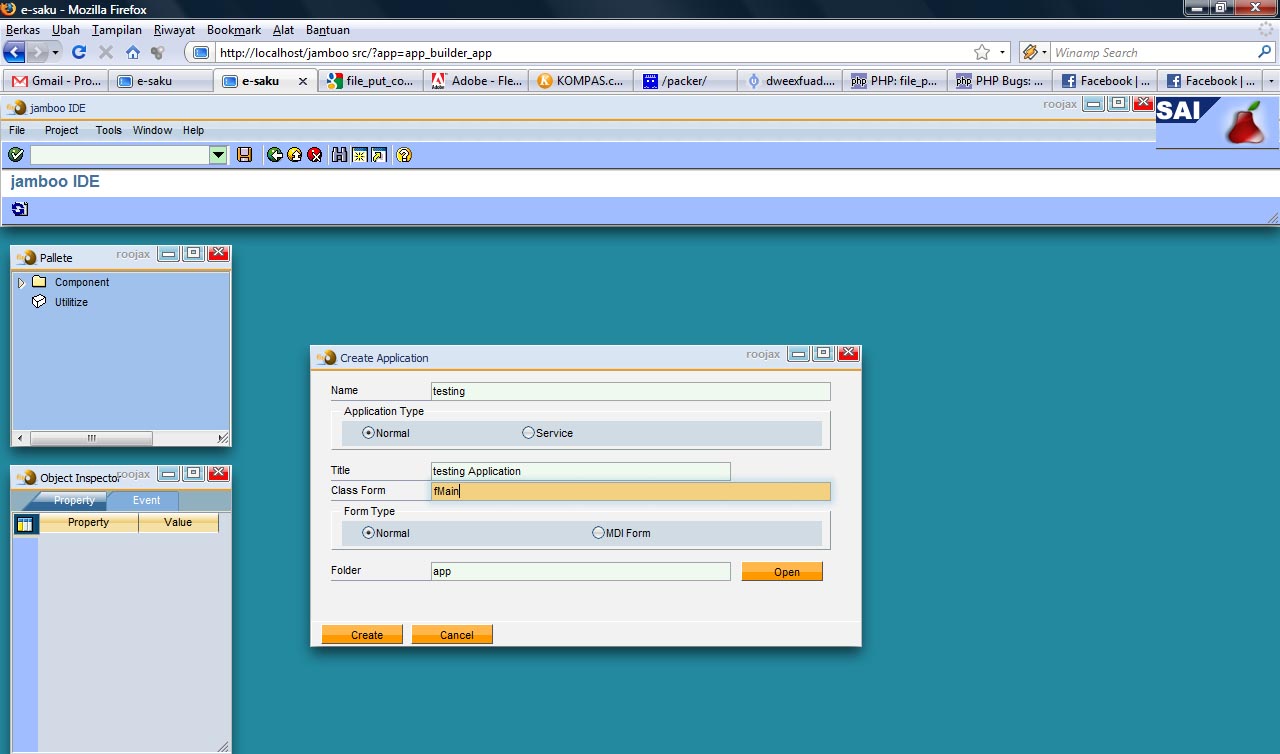 e-saku - Mozilla Firefox
Berkas Ubah Tampilan Riwayat Bookmark Alat Bantuan
http://localhost/jamboo src/?app=app_builder_app
Winamp Search
Gmail - Pro... e-saku e-saku file_put_co... Adobe - Fle... KOMPAS.c... /packer/ dweexfuad.... PHP: file_p... PHP Bugs: ... Facebook | ... Facebook | ...
jamboo IDE roojax
SAI
File Project Tools Window Help
jamboo IDE
Pallete roojax
Component
Utilitize
Create Application roojax
Name testing
Application Type
Normal Service
Title testing Application
Class Form fMain
Form Type
Normal MDI Form
Folder app Open
Create Cancel
Object Inspector roojax
Property Event
Property Value